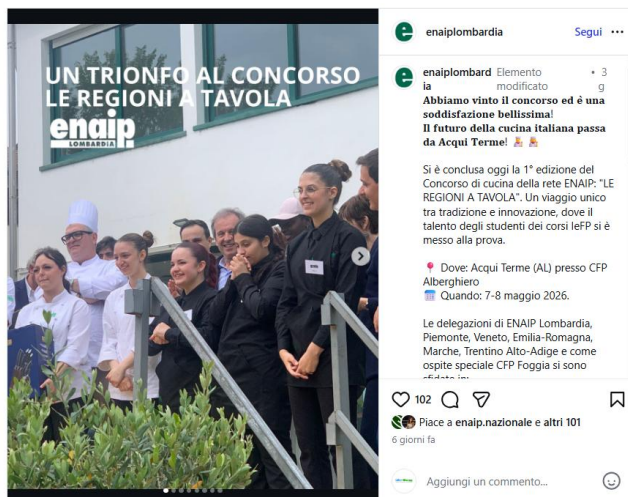 UN TRIONFO AL CONCORSO
LE REGIONI A TAVOLA
enaip
LOMBARDIA
enaiplombardia
Segui
enaiplombard
ia
Elemento
modificato
• 3
g
Abbiamo vinto il concorso ed è una
soddisfazione bellissima!
Il futuro della cucina italiana passa
da Acqui Terme!
Si è conclusa oggi la 1° edizione del
Concorso di cucina della rete ENAIP: "LE
REGIONI A TAVOLA". Un viaggio unico
tra tradizione e innovazione, dove il
talento degli studenti dei corsi IeFP si è
messo alla prova.
📍 Dove: Acqui Terme (AL) presso CFP
Alberghiero
🗓️ Quando: 7-8 maggio 2026.
Le delegazioni di ENAIP Lombardia,
Piemonte, Veneto, Emilia-Romagna,
Marche, Trentino Alto-Adige e come
ospite speciale CFP Foggia si sono
sfidate in:
102
Piace a enaip.nazionale e altri 101
6 giorni fa
Aggiungi un commento...